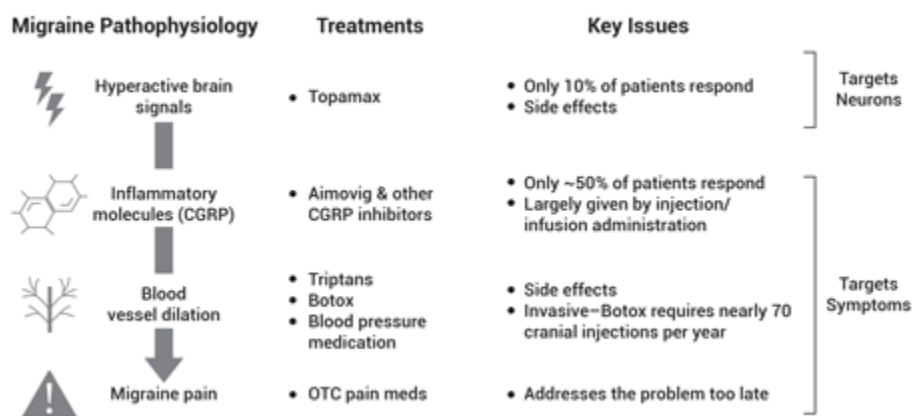 Migraine Pathophysiology Treatments Key Issues
Hyperactive brain
signals
• Topamax
• Only 10% of patients respond
• Side effects
Targets
Neurons
Inflammatory
molecules (CGRP)
• Aimovig & other
CGRP inhibitors
• Only ~50% of patients respond
• Largely given by injection/
infusion administration
Blood
vessel dilation
• Triptans
• Botox
• Blood pressure
medication
• Side effects
• Invasive–Botox requires nearly 70
cranial injections per year
Targets
Symptoms
Migraine pain
• OTC pain meds
• Addresses the problem too late